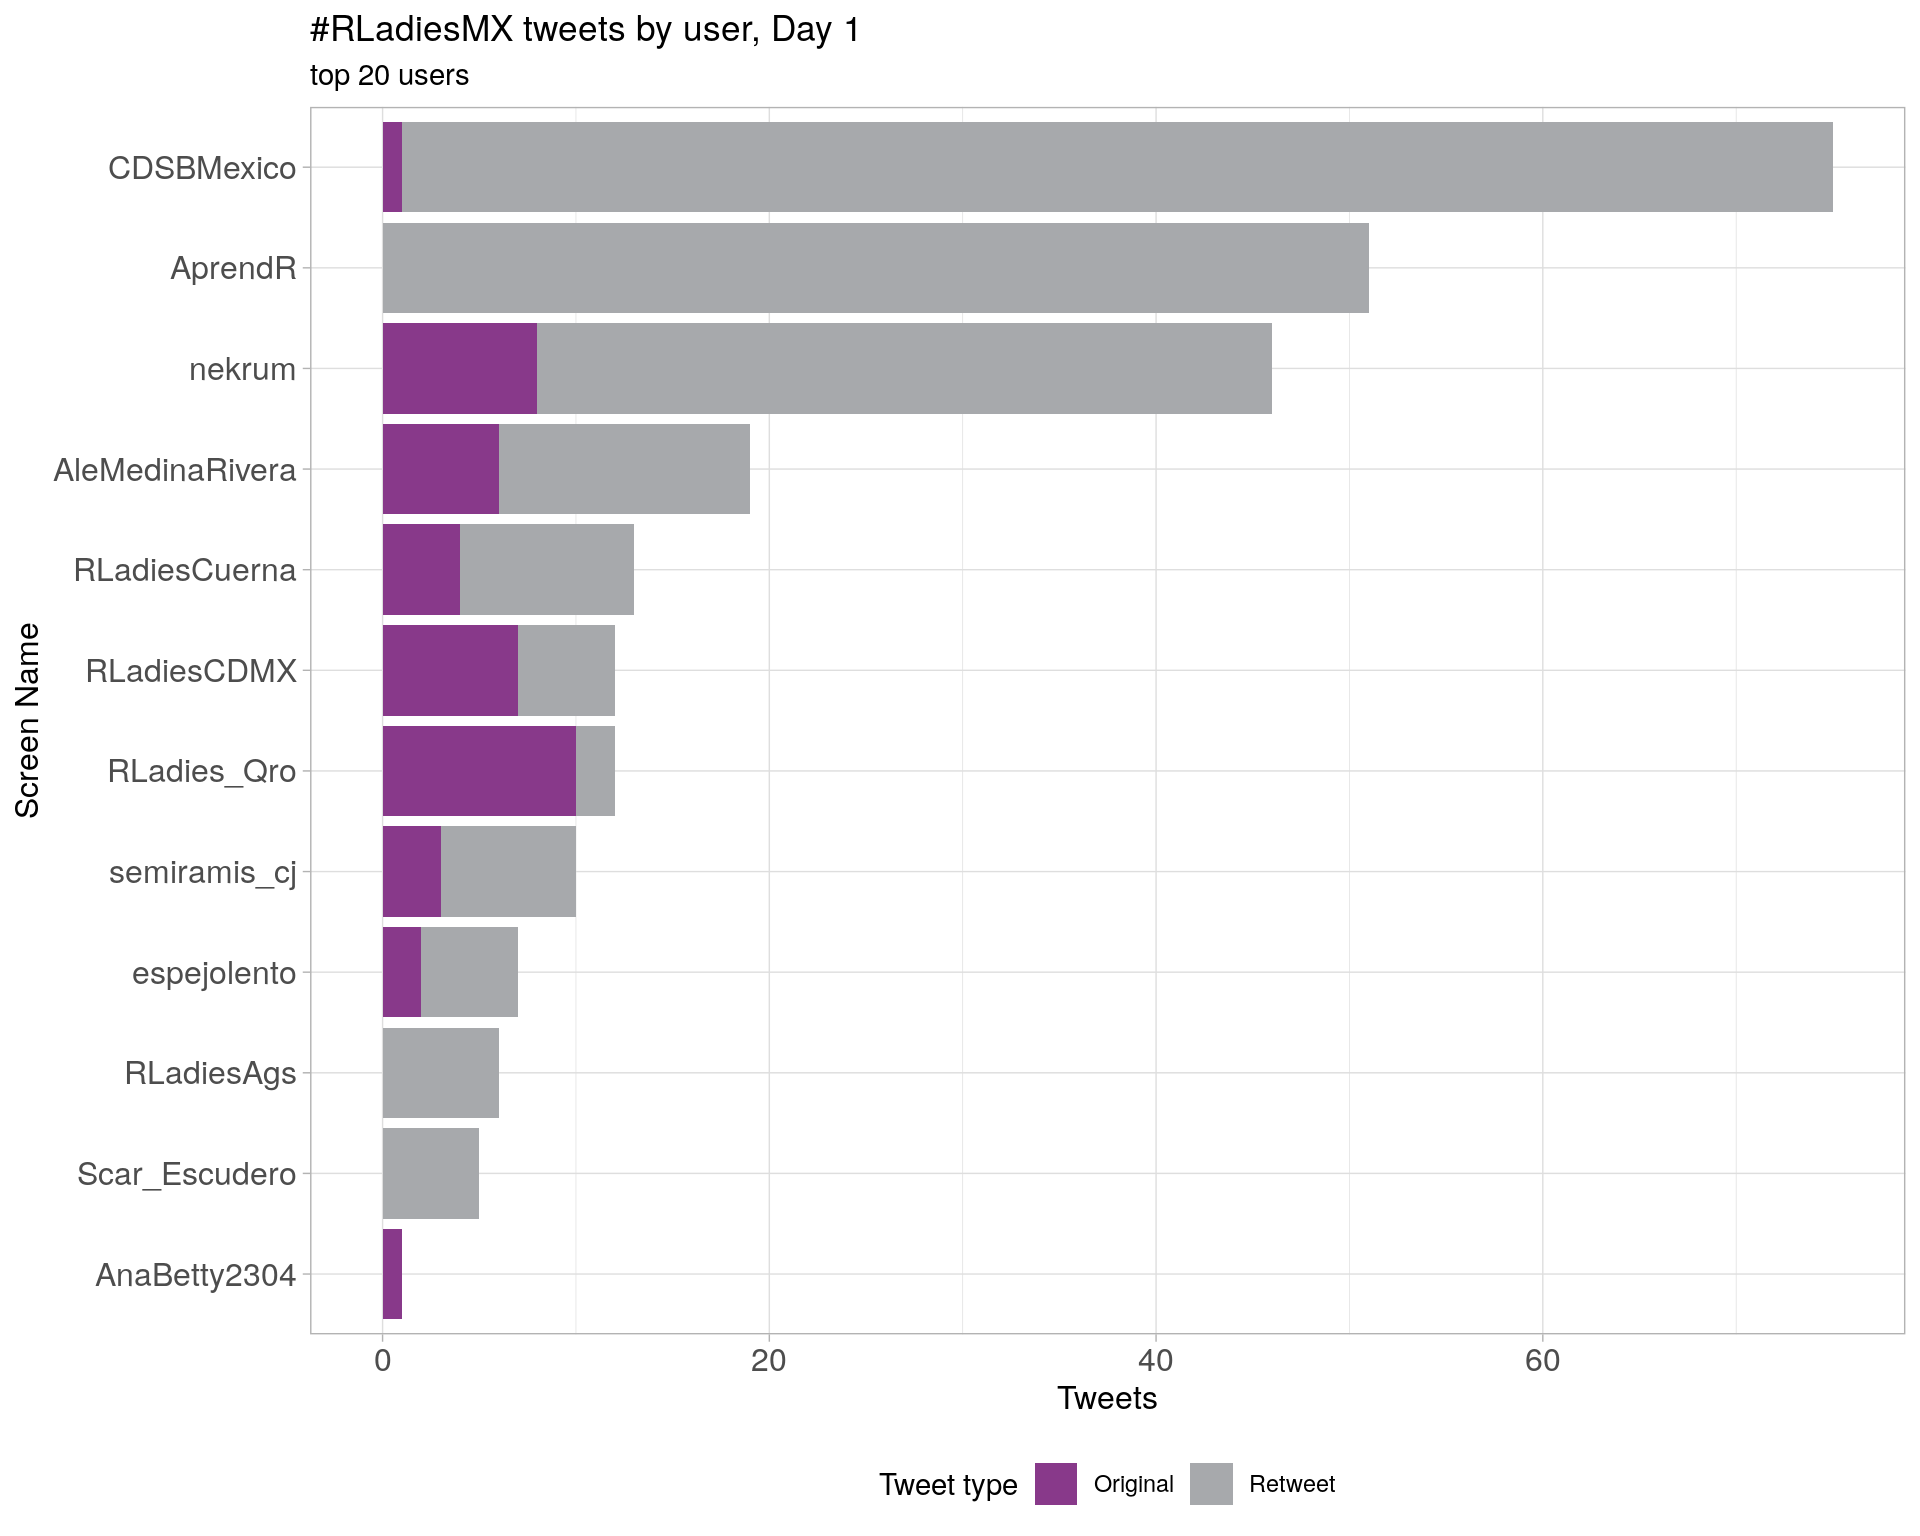 #RLadiesMX tweets by user, Day 1
top 20 users
Screen Name
CDSBMexico
AprendR
nekrum
AleMedinaRivera
RLadiesCuerna
RLadiesCDMX
RLadies_Qro
semiramis_cj
espejolento
RLadiesAgs
Scar_Escudero
AnaBetty2304
0 20 40 60
Tweets
Tweet type Original Retweet